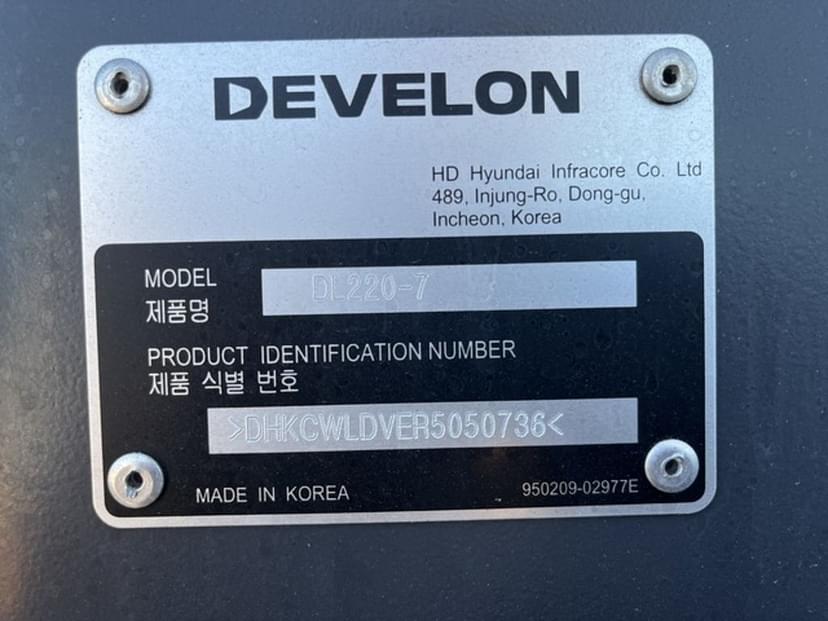 DEVELON
HD Hyundai Infracore Co. Ltd
489, Injung-Ro, Dong-gu,
Incheon, Korea
MODEL DL220-7
제품명
PRODUCT IDENTIFICATION NUMBER
제품 식별 번호
>DHKCWLDVER5050736<
MADE IN KOREA 950209-02977E